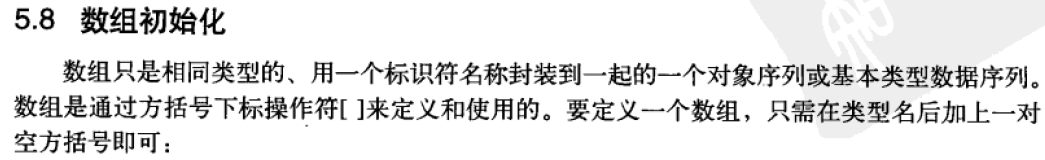 5.8 数组初始化
数组只是相同类型的、用一个标识符名称封装到一起的一个对象序列或基本类型数据序列。
数组是通过方括号下标操作符[ ]来定义和使用的。要定义一个数组，只需在类型名后加上一对
空方括号即可：